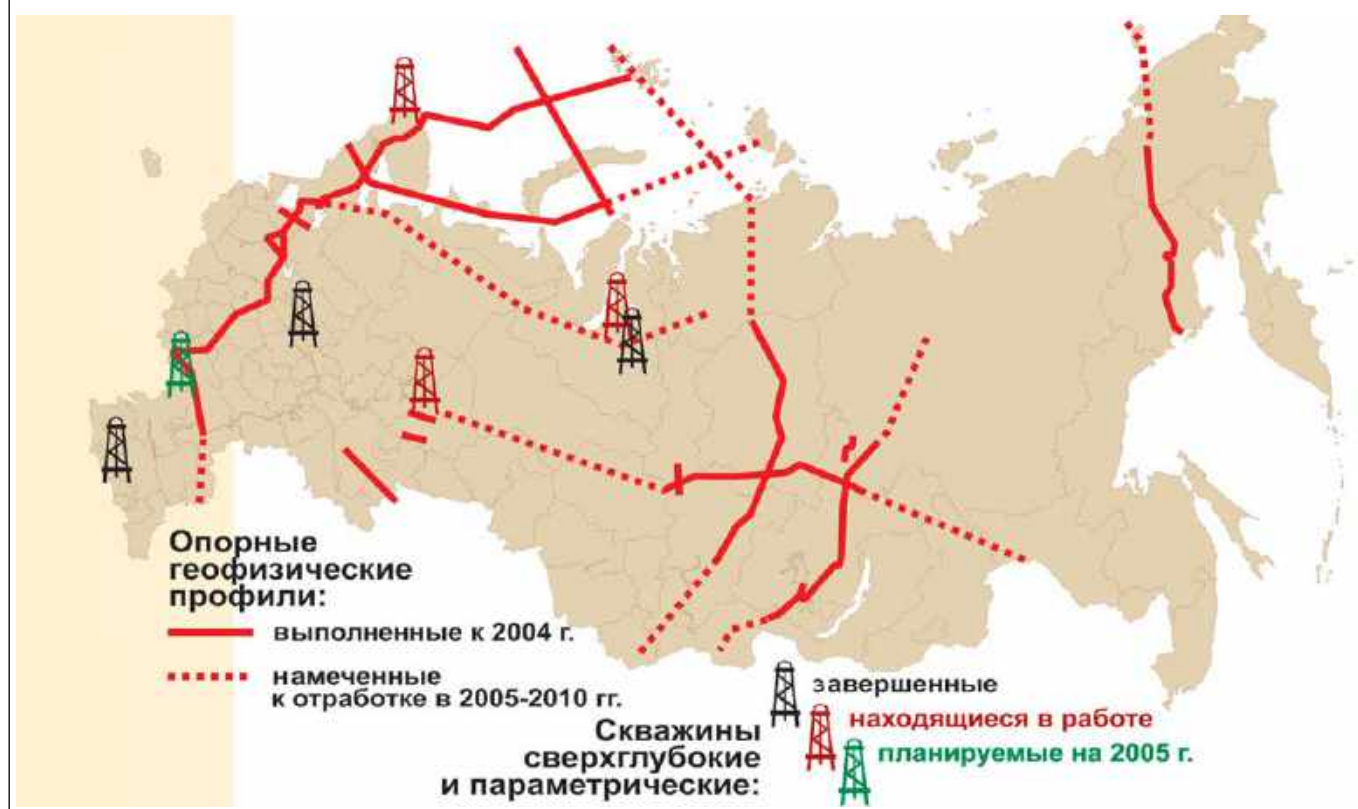 Опорные
геофизические
профили:
выполненные к 2004 г.
намеченные
к отработке в 2005-2010 гг.
Скважины
сверхглубокие
и параметрические:
завершенные
находящиеся в работе
планируемые на 2005 г.